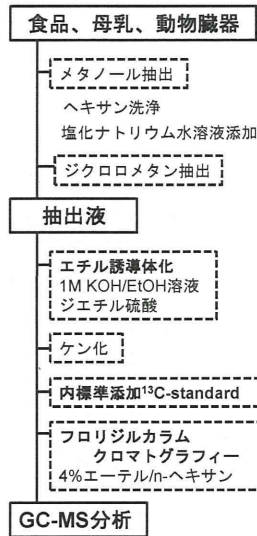 食品、母乳、動物臓器
メタノール抽出
ヘキサン洗浄
塩化ナトリウム水溶液添加
ジクロロメタン抽出
抽出液
エチル誘導体化
1M KOH/EtOH溶液
ジエチル硫酸
ケン化
内標準添加¹³C-standard
フロリジルカラム
クロマトグラフィー
4%エーテル/n-ヘキサン
GC-MS分析